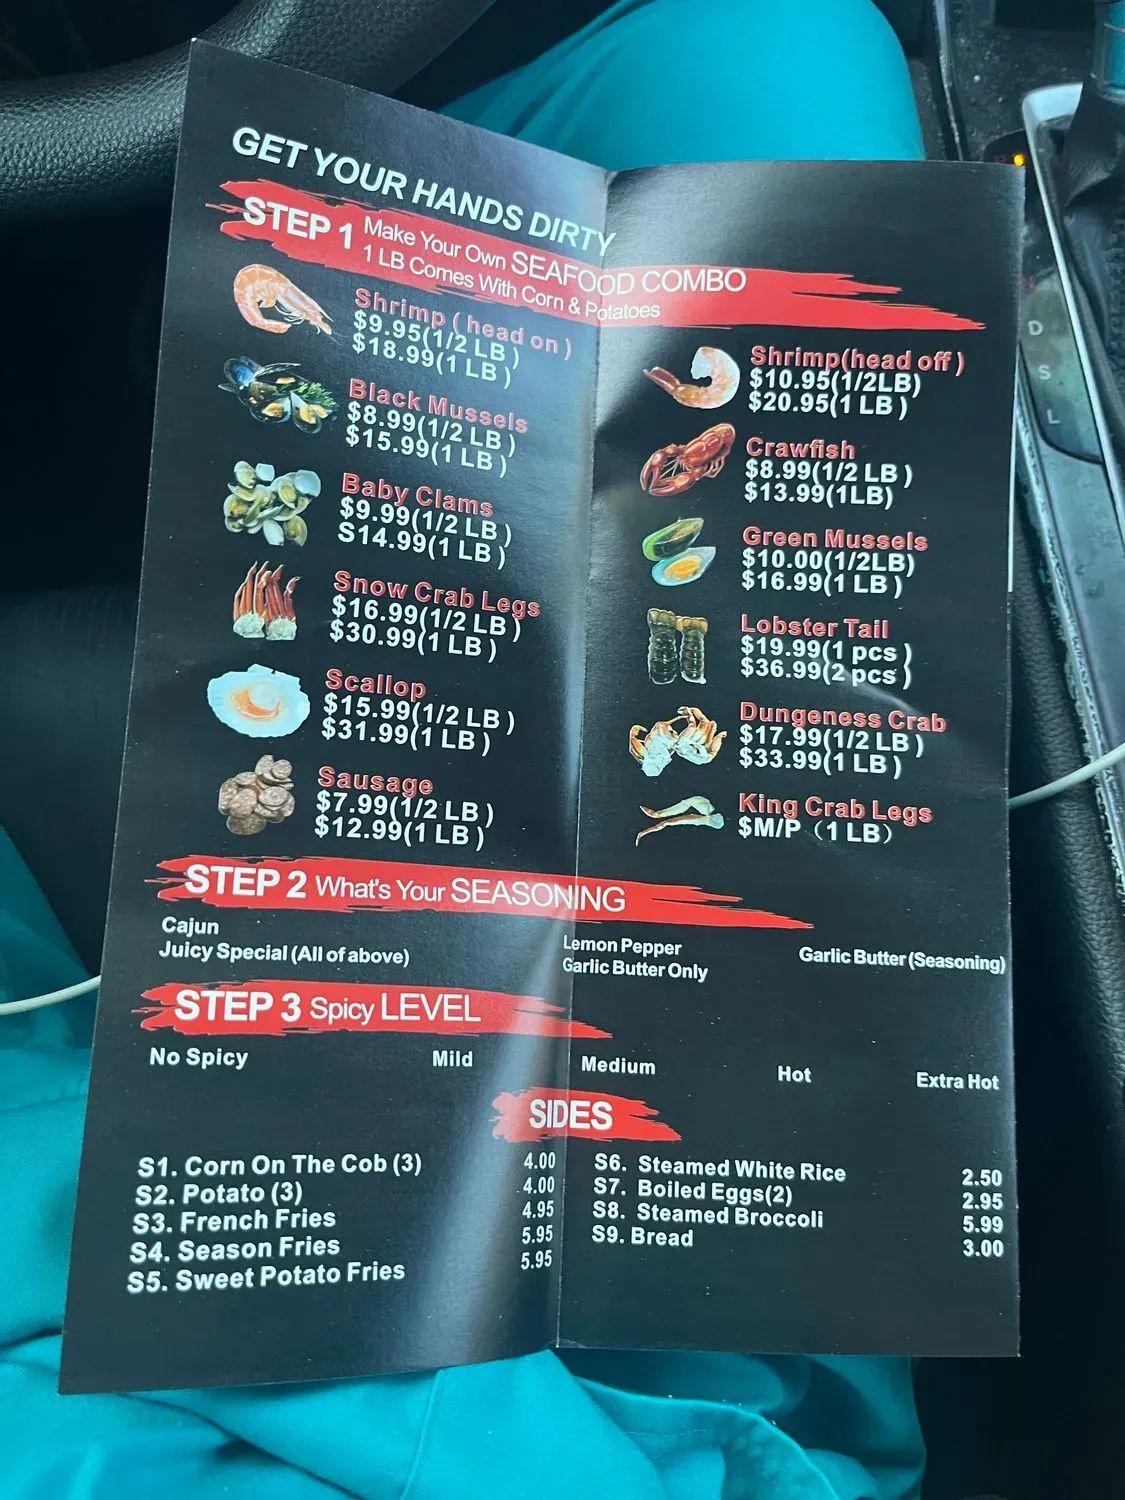 GET YOUR HANDS DIRTY
STEP 1 Make Your Own SEAFOOD COMBO
1 LB Comes With Corn & Potatoes
Shrimp ( head on )
$9.95(1/2 LB )
$18.99(1 LB )
Black Mussels
$8.99(1/2 LB )
$15.99(1 LB )
Baby Clams
$9.99(1/2 LB )
S14.99(1 LB )
Snow Crab Legs
$16.99(1/2 LB )
$30.99(1 LB )
Scallop
$15.99(1/2 LB )
$31.99(1 LB )
Sausage
$7.99(1/2 LB )
$12.99(1 LB )
Shrimp(head off )
$10.95(1/2LB)
$20.95(1 LB )
Crawfish
$8.99(1/2 LB )
$13.99(1LB)
Green Mussels
$10.00(1/2LB)
$16.99(1 LB )
Lobster Tail
$19.99(1 pcs )
$36.99(2 pcs )
Dungeness Crab
$17.99(1/2 LB )
$33.99(1 LB )
King Crab Legs
$M/P（1 LB）
STEP 2 What's Your SEASONING
Cajun
Juicy Special (All of above)
Lemon Pepper
Garlic Butter Only
Garlic Butter (Seasoning)
STEP 3 Spicy LEVEL
No Spicy Mild Medium Hot Extra Hot
SIDES
S1. Corn On The Cob (3) 4.00
S2. Potato (3) 4.00
S3. French Fries 4.95
S4. Season Fries 5.95
S5. Sweet Potato Fries 5.95
S6. Steamed White Rice 2.50
S7. Boiled Eggs(2) 2.95
S8. Steamed Broccoli 5.99
S9. Bread 3.00
D
S
L